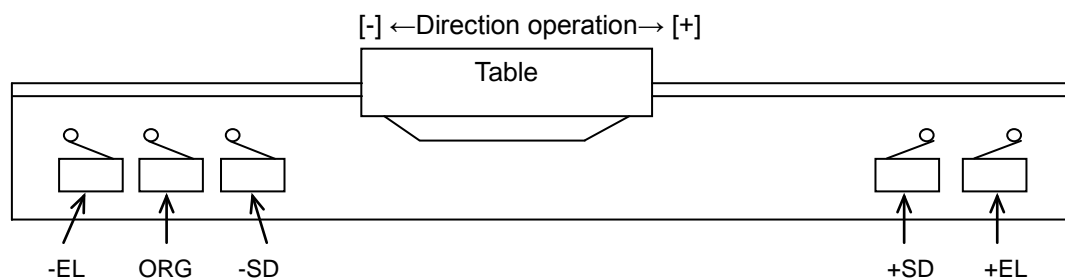 [-] ←Direction operation→ [+]
Table
-EL ORG -SD +SD +EL